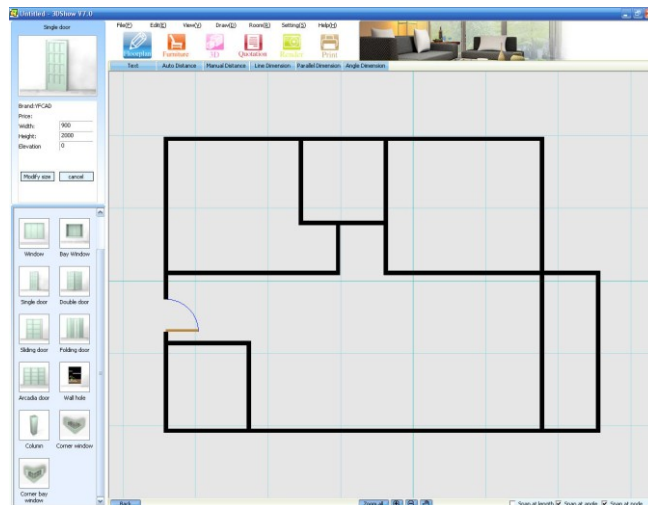 Untitled - 3DShow V7.0
Single door
File(F) Edit(E) View(V) Draw(D) Room(R) Setting(S) Help(H)
Floorplan Furniture 3D Quotation Render Print
Text Auto Distance Manual Distance Line Dimension Parallel Dimension Angle Dimension
Brand:YFCAD
Price:
Width: 900
Height: 2000
Elevation 0
Modify size cancel
Window Bay Window
Single door Double door
Sliding door Folding door
Arcadia door Wall hole
Column Corner window
Corner bay
window
Back Zoom all Snap at length Snap at angle Snap at node